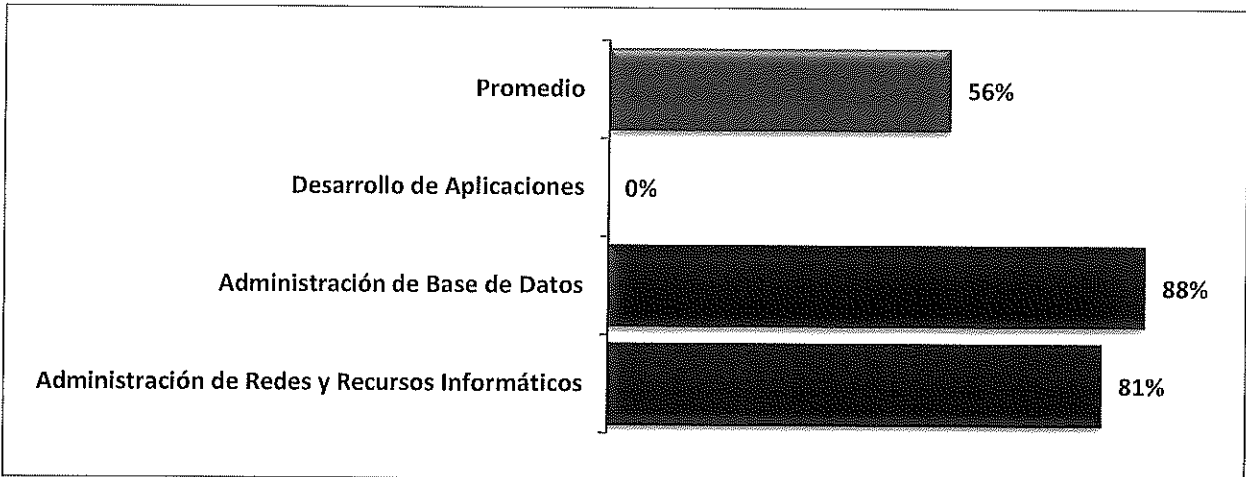 Promedio 56%
Desarrollo de Aplicaciones 0%
Administración de Base de Datos 88%
Administración de Redes y Recursos Informáticos 81%